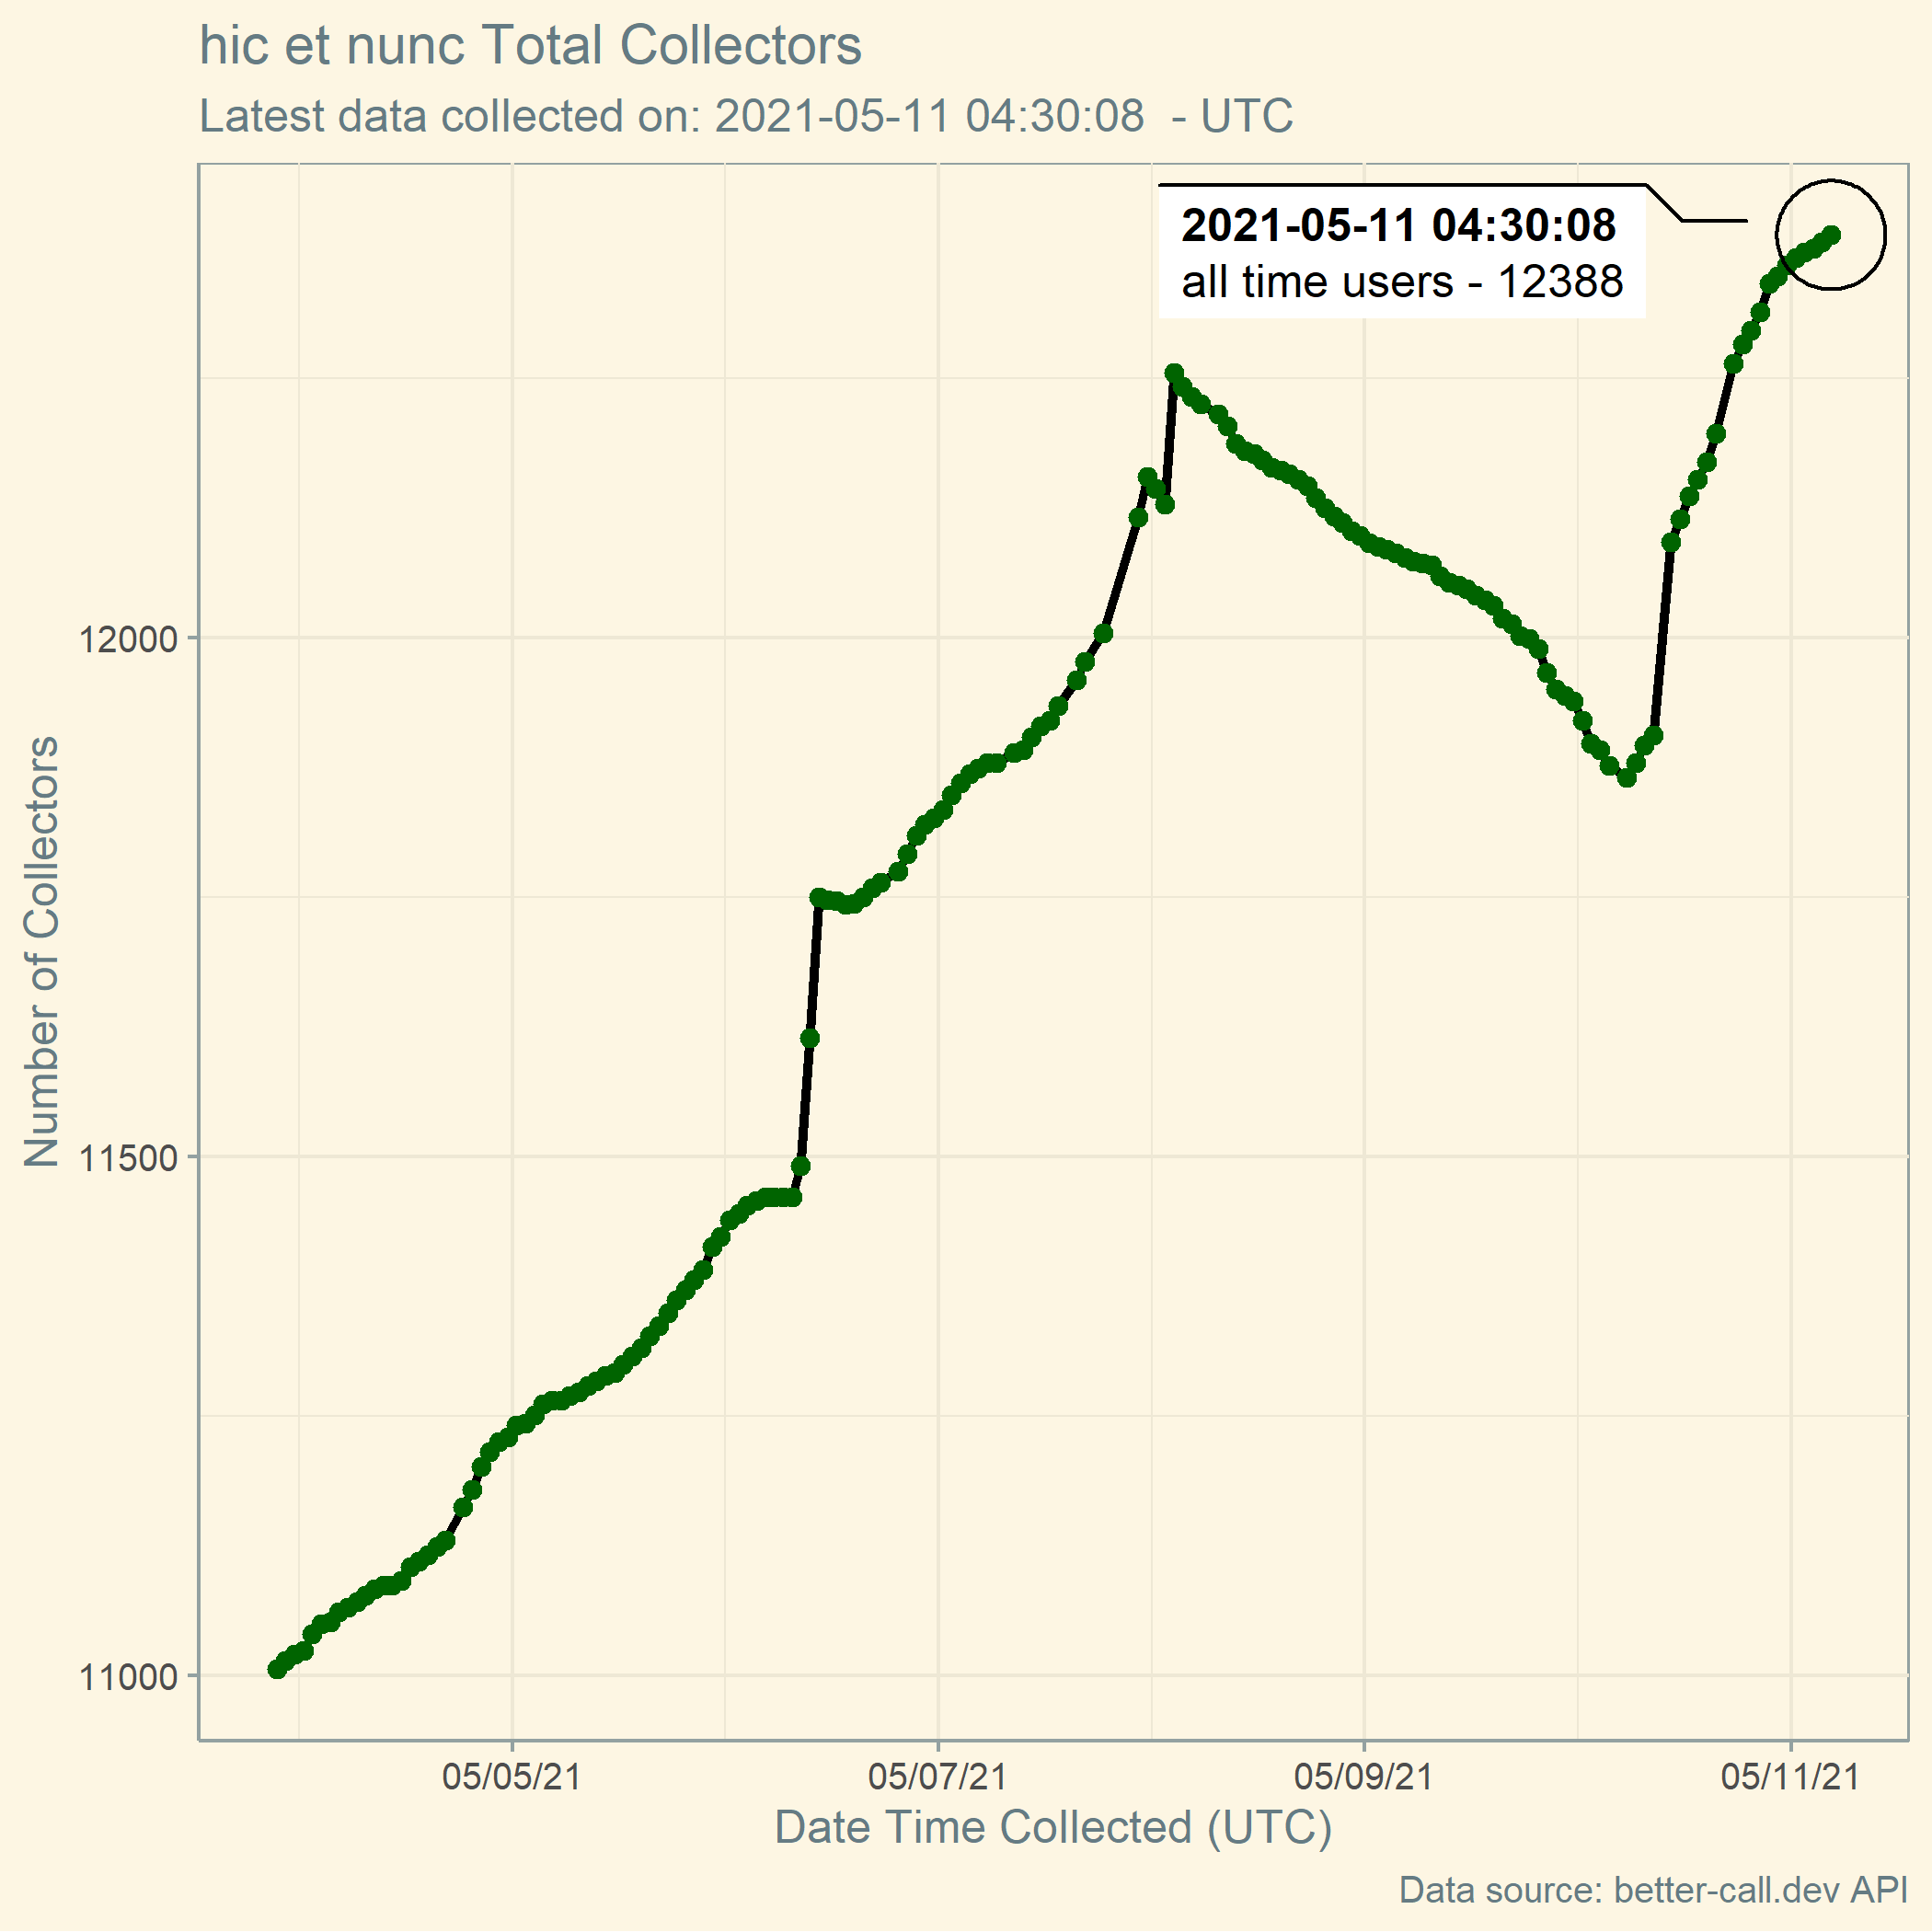 hic et nunc Total Collectors
Latest data collected on: 2021-05-11 04:30:08  - UTC
2021-05-11 04:30:08
all time users - 12388
Number of Collectors
12000
11500
11000
05/05/21
05/07/21
05/09/21
05/11/21
Date Time Collected (UTC)
Data source: better-call.dev API